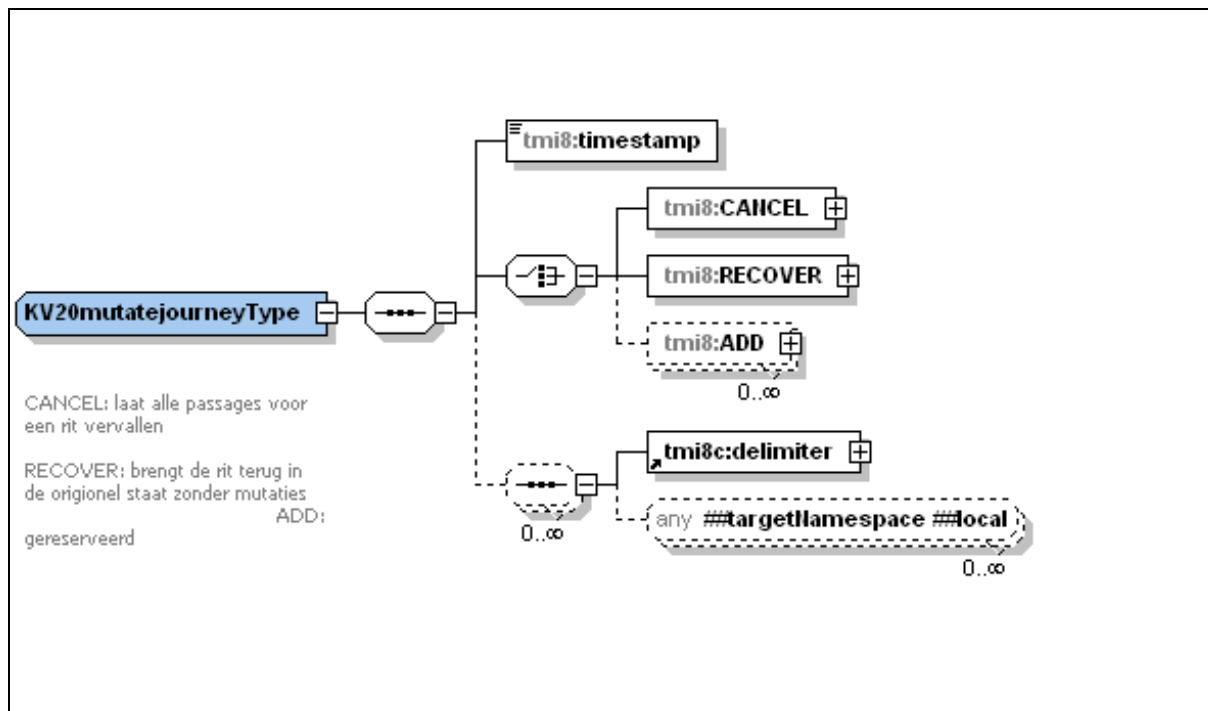 tmi8:timestamp
tmi8:CANCEL
tmi8:RECOVER
KV20mutatejourneyType
tmi8:ADD
0..∞
CANCEL: laat alle passages voor
een rit vervallen
RECOVER: brengt de rit terug in
de origionel staat zonder mutaties
ADD:
gereserveerd
tmi8c:delimiter
any ##targetNamespace ##local
0..∞
0..∞